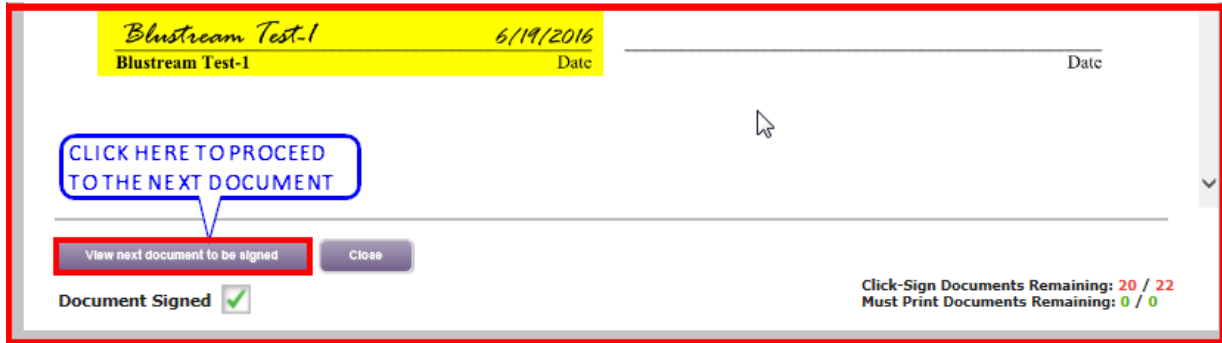 Blustream Test-1 6/19/2016
Blustream Test-1 Date Date
CLICK HERE TO PROCEED
TO THE NEXT DOCUMENT
View next document to be signed Close
Document Signed
Click-Sign Documents Remaining: 20 / 22
Must Print Documents Remaining: 0 / 0